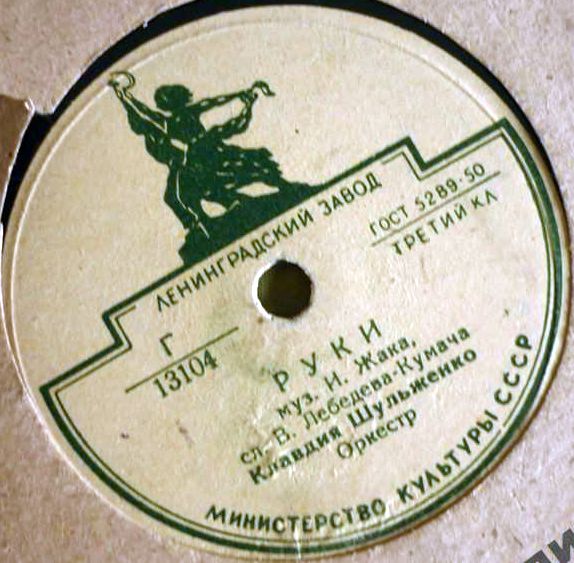 ЛЕНИНГРАДСКИЙ ЗАВОД
ГОСТ 5289-50
ТРЕТИЙ КЛ
Г
13104
РУКИ
муз. И. Жака,
сл. В. Лебедева-Кумача
Клавдия Шульженко
Оркестр
МИНИСТЕРСТВО КУЛЬТУРЫ СССР